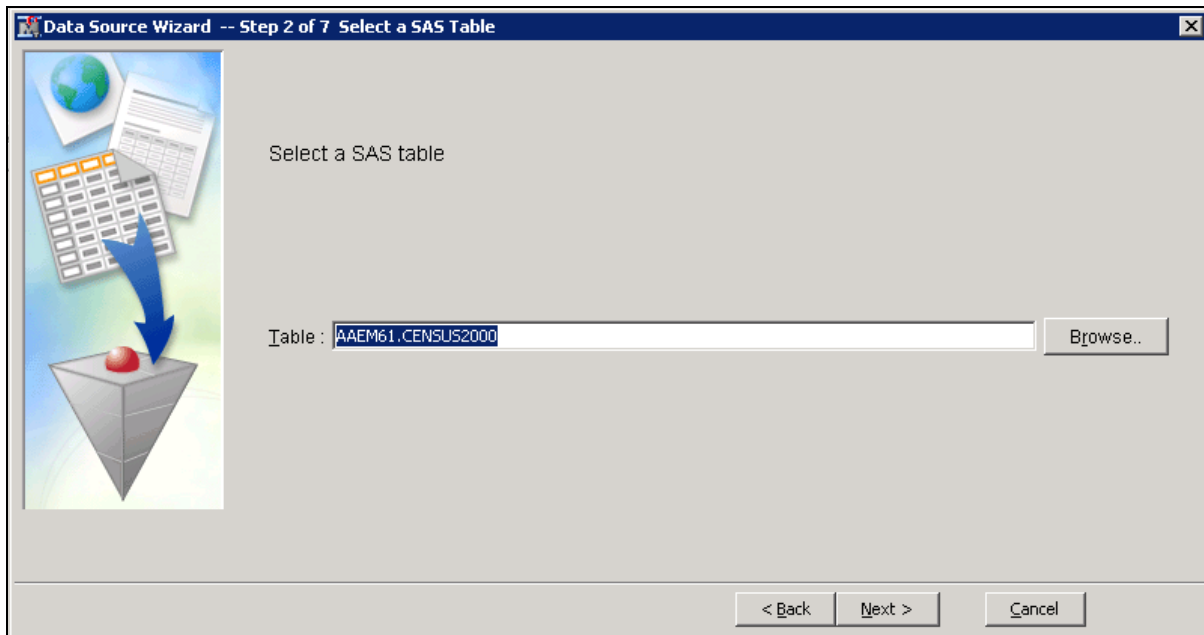 Data Source Wizard -- Step 2 of 7 Select a SAS Table
Select a SAS table
Table : AAEM61.CENSUS2000
Browse..
< Back
Next >
Cancel